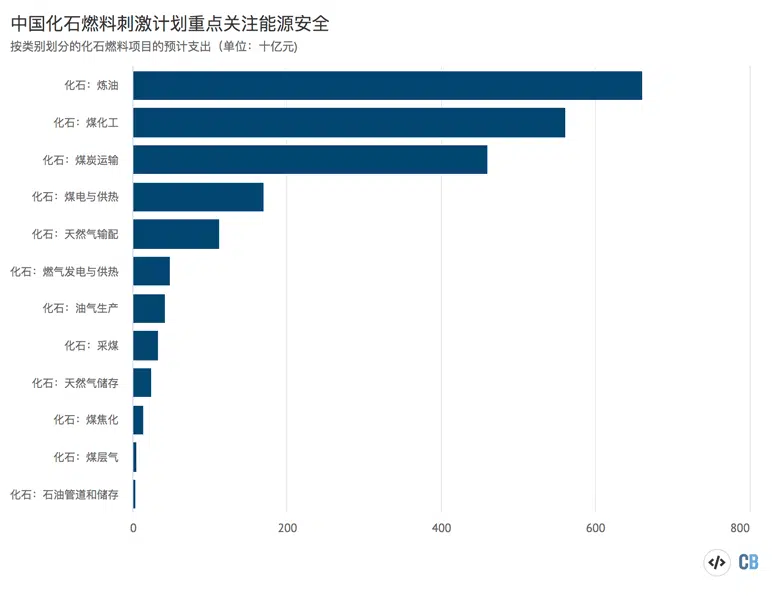 中国化石燃料刺激计划重点关注能源安全
按类别划分的化石燃料项目的预计支出（单位：十亿元)
化石：炼油
化石：煤化工
化石：煤炭运输
化石：煤电与供热
化石：天然气输配
化石：燃气发电与供热
化石：油气生产
化石：采煤
化石：天然气储存
化石：煤焦化
化石：煤层气
化石：石油管道和储存
0 200 400 600 800
</> CB